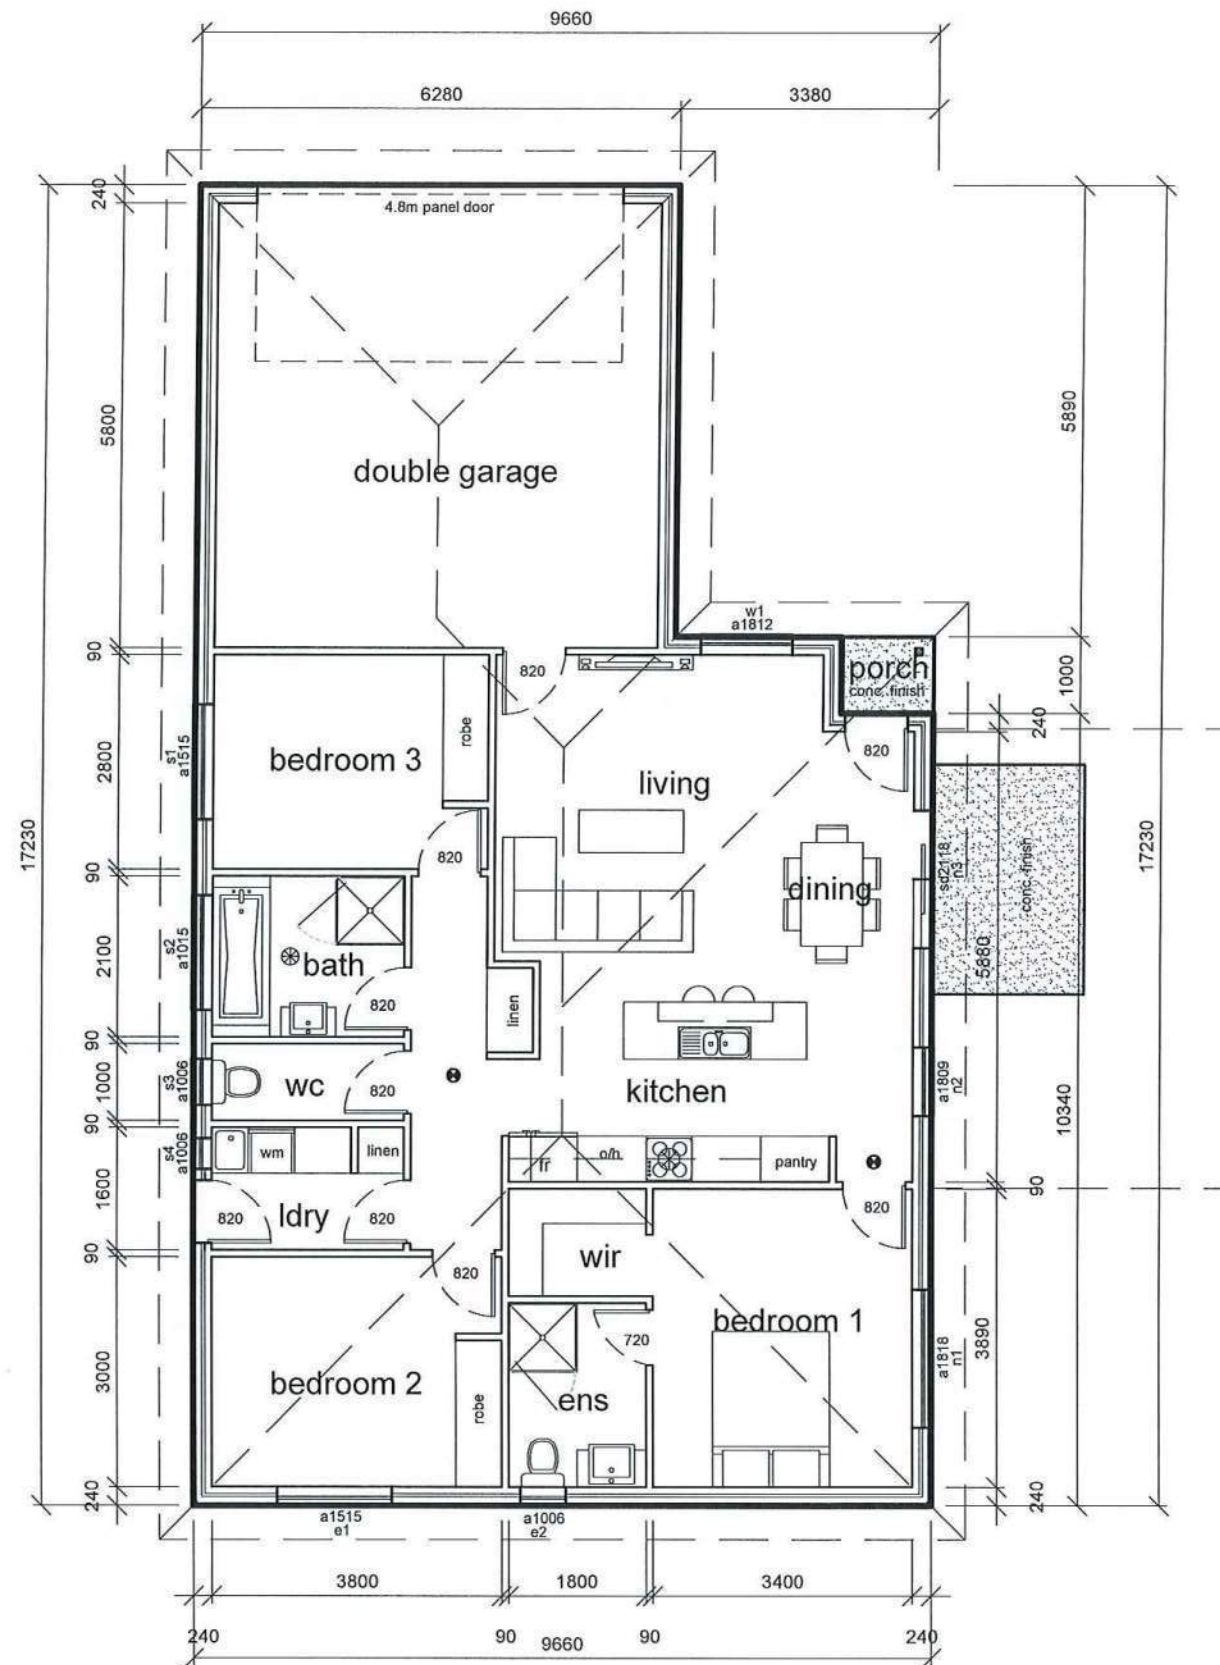 9660
6280
3380
240
4.8m panel door
5800
5890
17230
17230
double garage
w1
a1812
90
820
porch
conc. finish
1000
240
s1
a1515
2800
bedroom 3
robe
living
820
820
90
sd2118
n3
conc. finish
dining
s2
a1015
2100
bath
820
linen
5880
90
s3
a1006
1000
wc
820
kitchen
a1809
n2
10340
90
s4
a1006
1600
wm
linen
fr
o/h
pantry
820
ldry
820
820
90
90
820
wir
bedroom 1
720
a1818
n1
3890
3000
bedroom 2
robe
ens
240
240
a1515
e1
a1006
e2
3800
1800
3400
240
90
9660
90
240